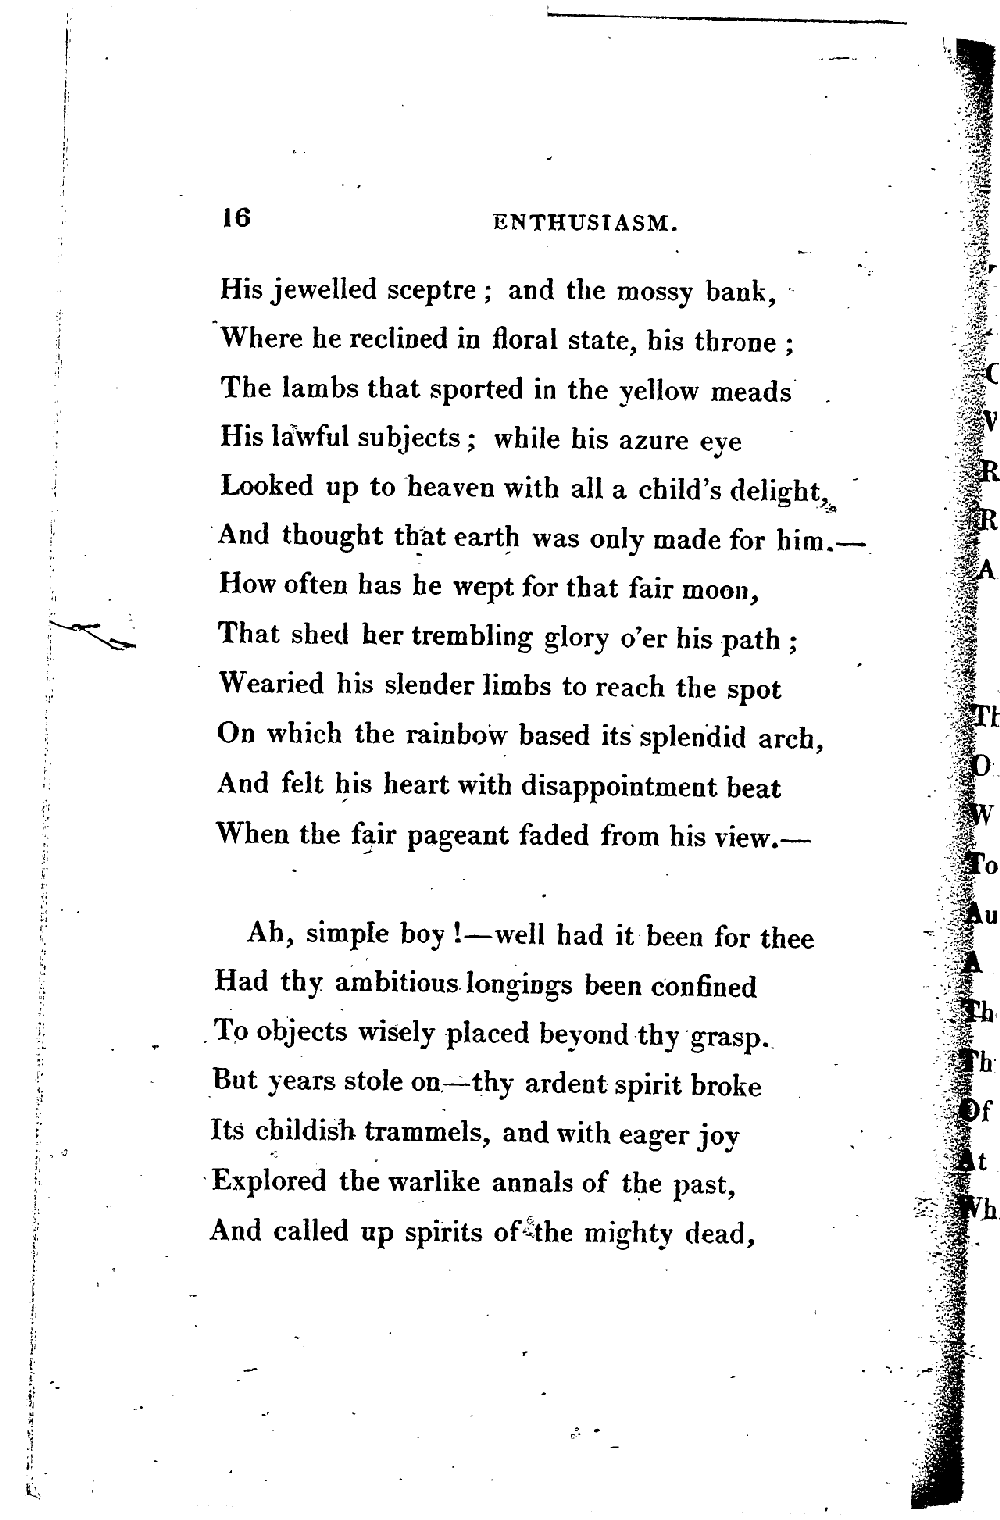 16 ENTHUSIASM.
His jewelled sceptre ; and the mossy bank,
Where he reclined in floral state, his throne ;
The lambs that sported in the yellow meads
His lawful subjects ; while his azure eye
Looked up to heaven with all a child's delight,
And thought that earth was only made for him.—
How often has he wept for that fair moon,
That shed her trembling glory o'er his path ;
Wearied his slender limbs to reach the spot
On which the rainbow based its splendid arch,
And felt his heart with disappointment beat
When the fair pageant faded from his view.—
Ah, simple boy !—well had it been for thee
Had thy ambitious longings been confined
To objects wisely placed beyond thy grasp.
But years stole on—thy ardent spirit broke
Its childish trammels, and with eager joy
Explored the warlike annals of the past,
And called up spirits of the mighty dead,